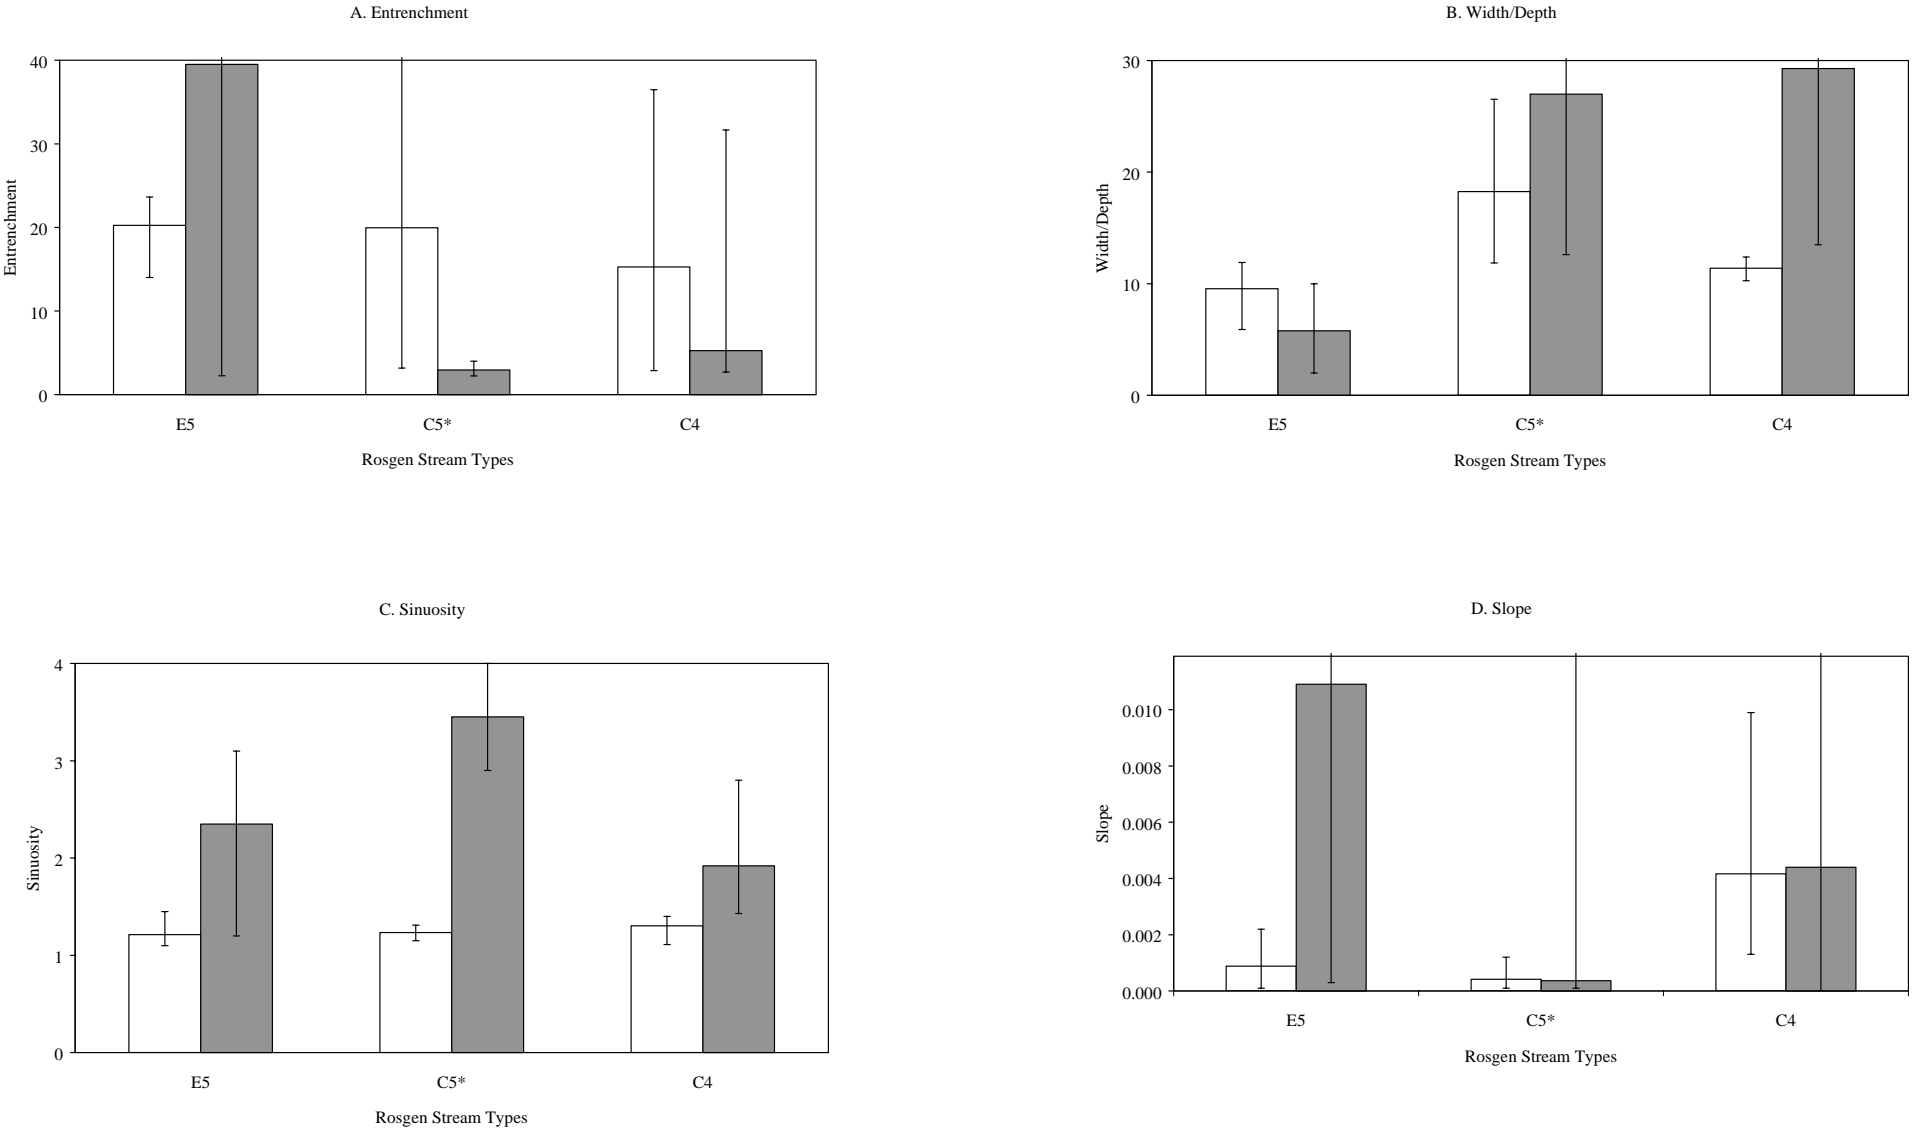 A. Entrenchment
40
30
20
10
0
Entrenchment
E5 C5* C4
Rosgen Stream Types
B. Width/Depth
30
20
10
0
Width/Depth
E5 C5* C4
Rosgen Stream Types
C. Sinuosity
4
3
2
1
0
Sinuosity
E5 C5* C4
Rosgen Stream Types
D. Slope
0.010
0.008
0.006
0.004
0.002
0.000
Slope
E5 C5* C4
Rosgen Stream Types